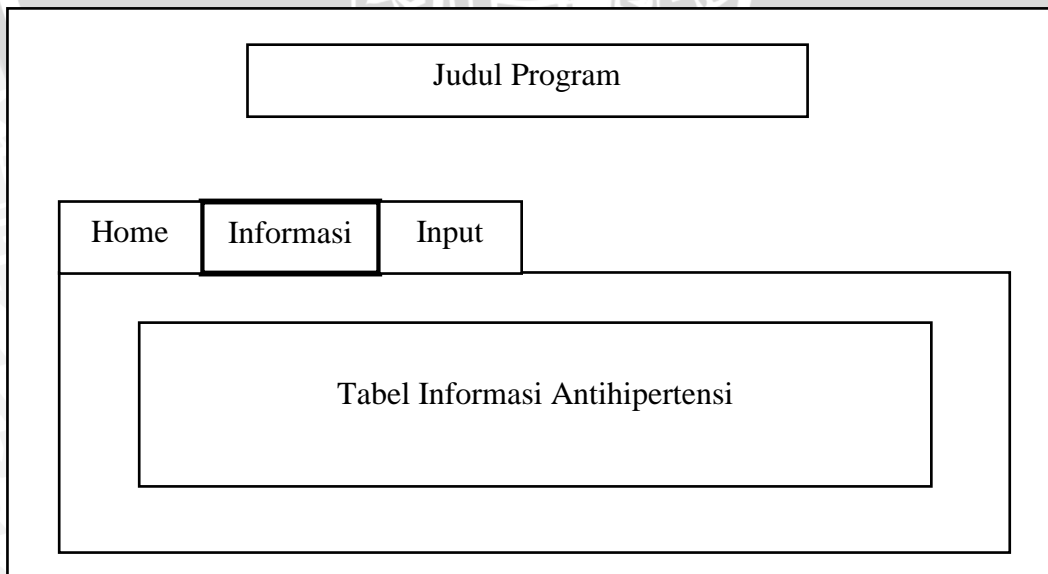 Judul Program
Home
Informasi
Input
Tabel Informasi Antihipertensi